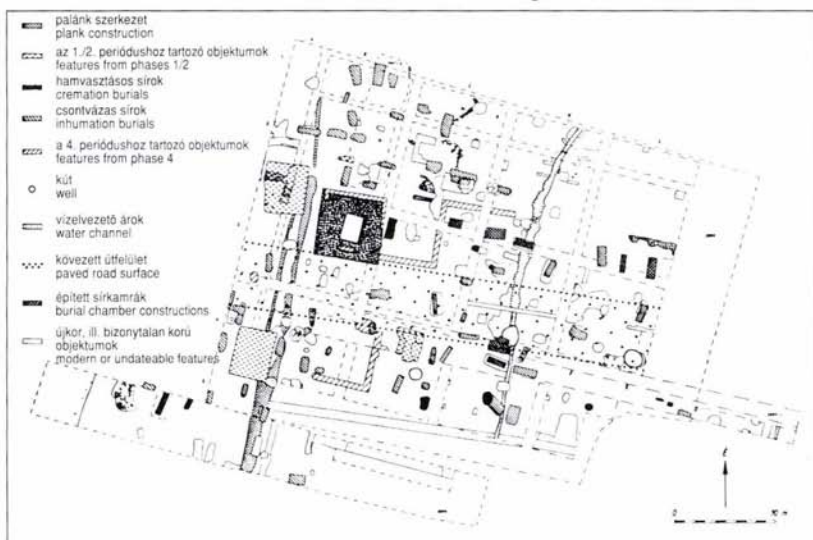 palánk szerkezet
plank construction
az 1./2. periódushoz tartozó objektumok
features from phases 1/2
hamvasztásos sírok
cremation burials
csontvázas sírok
inhumation burials
a 4. periódushoz tartozó objektumok
features from phase 4
kút
well
vízelvezető árok
water channel
kövezett útfelület
paved road surface
épített sírkamrák
burial chamber constructions
újkor, ill. bizonytalan korú
objektumok
modern or undateable features
0 10 m